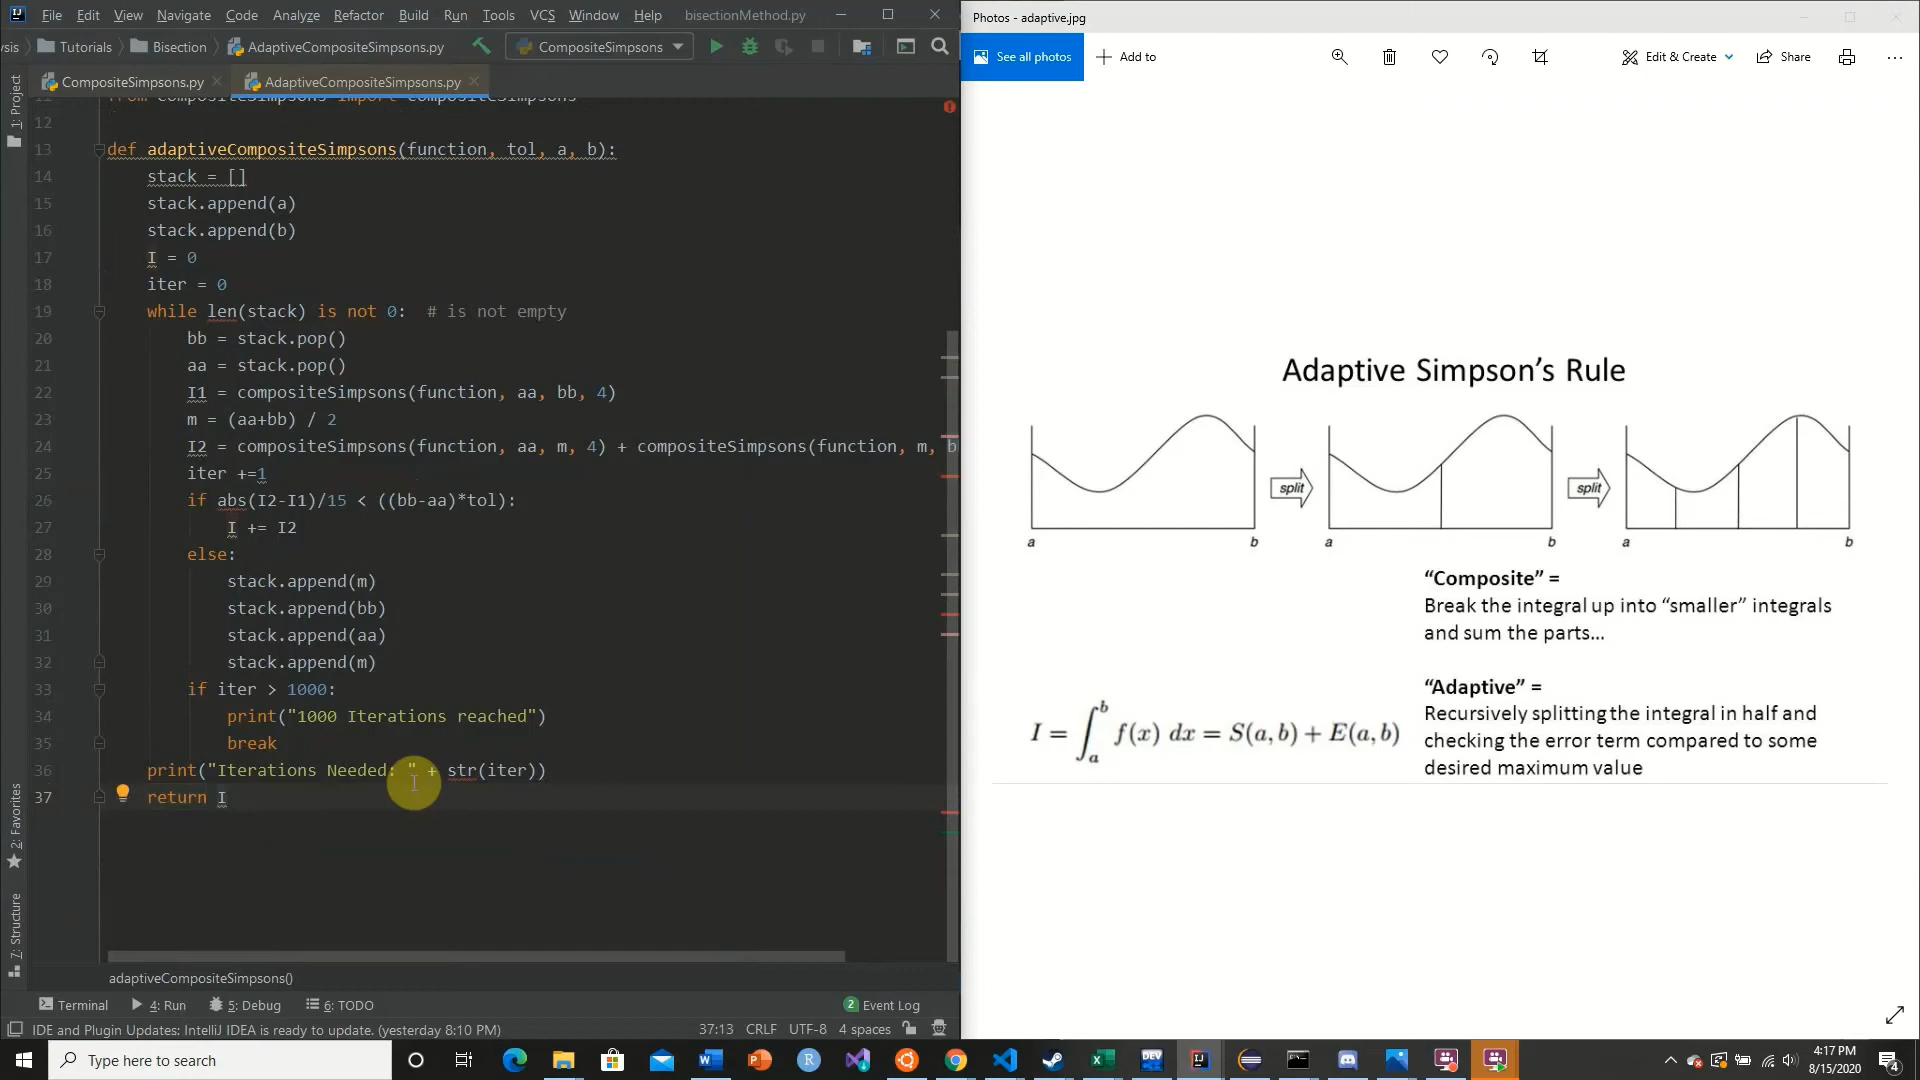 File Edit View Navigate Code Analyze Refactor Build Run Tools VCS Window Help bisectionMethod.py
sis Tutorials Bisection AdaptiveCompositeSimpsons.py CompositeSimpsons
CompositeSimpsons.py AdaptiveCompositeSimpsons.py
1: Project
12
13 def adaptiveCompositeSimpsons(function, tol, a, b):
14 stack = []
15 stack.append(a)
16 stack.append(b)
17 I = 0
18 iter = 0
19 while len(stack) is not 0: # is not empty
20 bb = stack.pop()
21 aa = stack.pop()
22 I1 = compositeSimpsons(function, aa, bb, 4)
23 m = (aa+bb) / 2
24 I2 = compositeSimpsons(function, aa, m, 4) + compositeSimpsons(function, m, b
25 iter +=1
26 if abs(I2-I1)/15 < ((bb-aa)*tol):
27 I += I2
28 else:
29 stack.append(m)
30 stack.append(bb)
31 stack.append(aa)
32 stack.append(m)
33 if iter > 1000:
34 print("1000 Iterations reached")
35 break
36 print("Iterations Needed: " + str(iter))
37 return I
2: Favorites
7: Structure
adaptiveCompositeSimpsons()
Terminal 4: Run 5: Debug 6: TODO 2 Event Log
IDE and Plugin Updates: IntelliJ IDEA is ready to update. (yesterday 8:10 PM) 37:13 CRLF UTF-8 4 spaces
Photos - adaptive.jpg
See all photos Add to Edit & Create Share
Adaptive Simpson's Rule
split split
a b a b a b
“Composite” =
Break the integral up into “smaller” integrals
and sum the parts...
“Adaptive” =
Recursively splitting the integral in half and
checking the error term compared to some
desired maximum value
I = ∫ₐᵇ f(x) dx = S(a, b) + E(a, b)
Type here to search
DEV
4:17 PM
8/15/2020
4